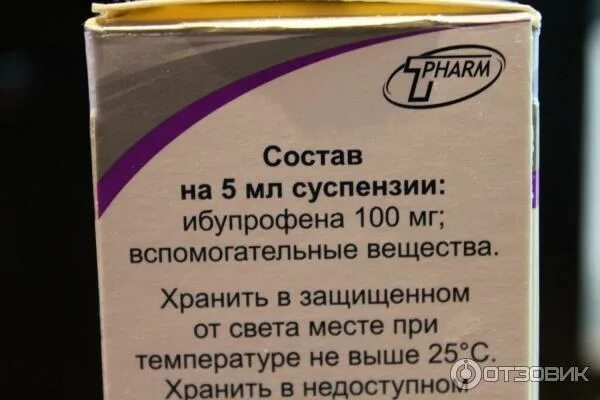 TPHARM
Состав
на 5 мл суспензии:
ибупрофена 100 мг;
вспомогательные вещества.
Хранить в защищенном
от света месте при
температуре не выше 25°С.
Хранить в недоступном
ОТЗОВИК